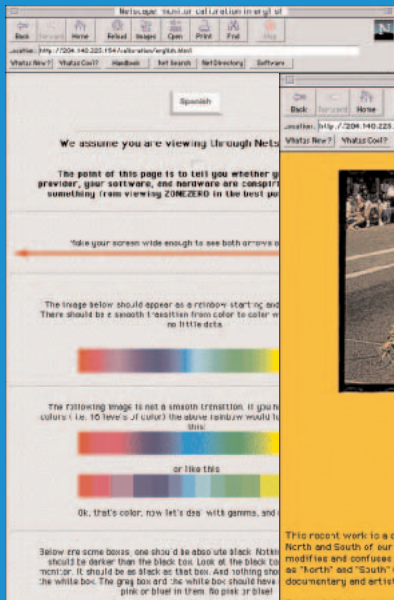 Netscape monitor calibration in english
Back Forward Home Reload Images Open Print Find Stop
N
Location: http://204.140.225.154/calibration/english.html
What's New? What's Cool? Handbook Net Search Net Directory Software
Spanish
We assume you are viewing through Nets
The point of this page is to tell you whether y
provider, your software, and hardware are conspiri
something from viewing ZONEZERO in the best po
Make your screen wide enough to see both arrows o
The image below should appear as a rainbow starting and
There should be a smooth transition from color to color w
no little dots.
The following image is not a smooth transition. If you h
colors ( i.e. 16 levels of color) the above rainbow would lo
this:
or like this
Ok, that's color, now let's deal with gamma, and
Below are some boxes, one should be absolute black. Nothin
should be darker than the black box. Look at the black bo
monitor. It should be as black as that box. And nothing sho
the white box. The grey box and the white box should have
pink or blue in them. No pink or blue!
Back Forward Home
Location: http://204.140.225
What's New? What's Cool?
This recent work is a c
North and South of our
modifies and confuses
as "North" and "South"
documentary and artist